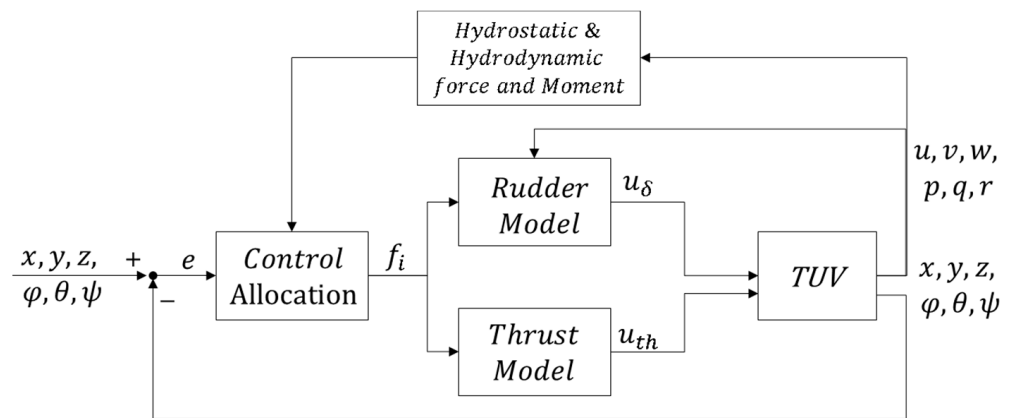 Hydrostatic &
Hydrodynamic
force and Moment
Rudder
Model
u_δ
u, v, w,
p, q, r
x, y, z,
φ, θ, ψ
+
−
e
Control
Allocation
f_i
TUV
x, y, z,
φ, θ, ψ
Thrust
Model
u_th